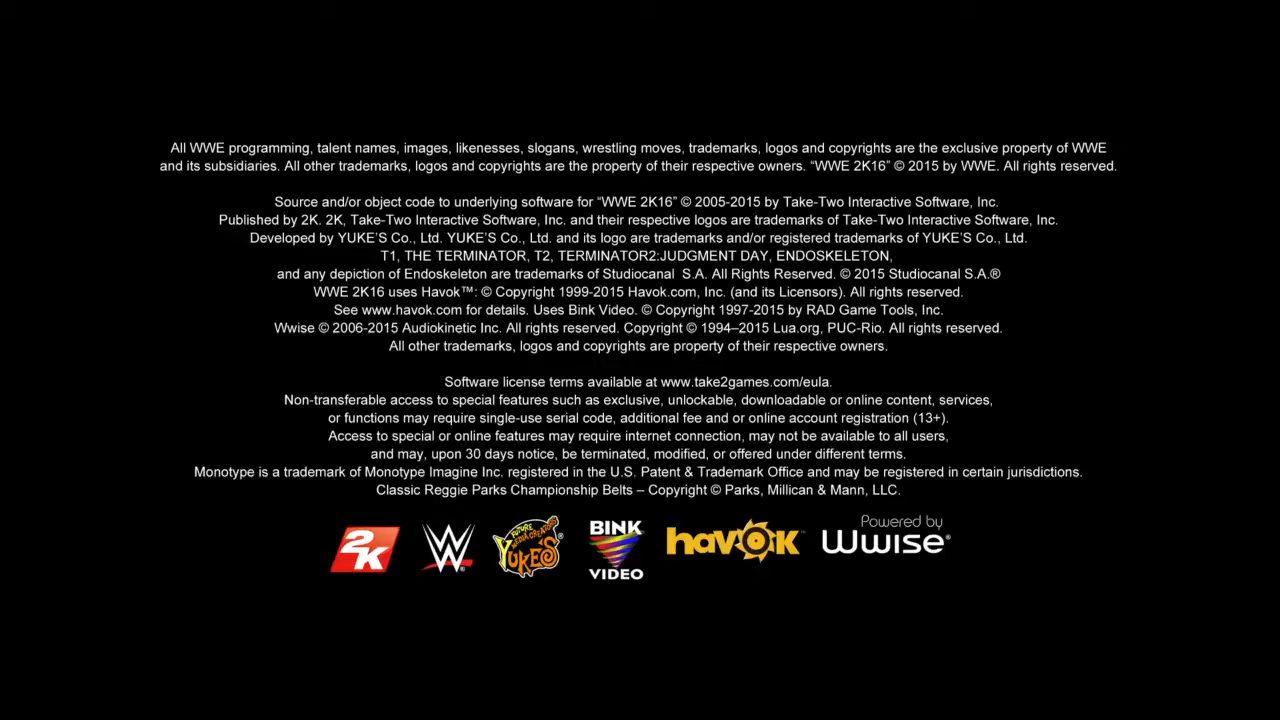 All WWE programming, talent names, images, likenesses, slogans, wrestling moves, trademarks, logos and copyrights are the exclusive property of WWE
and its subsidiaries. All other trademarks, logos and copyrights are the property of their respective owners. “WWE 2K16” © 2015 by WWE. All rights reserved.
Source and/or object code to underlying software for “WWE 2K16” © 2005-2015 by Take-Two Interactive Software, Inc.
Published by 2K. 2K, Take-Two Interactive Software, Inc. and their respective logos are trademarks of Take-Two Interactive Software, Inc.
Developed by YUKE'S Co., Ltd. YUKE'S Co., Ltd. and its logo are trademarks and/or registered trademarks of YUKE'S Co., Ltd.
T1, THE TERMINATOR, T2, TERMINATOR2:JUDGMENT DAY, ENDOSKELETON,
and any depiction of Endoskeleton are trademarks of Studiocanal S.A. All Rights Reserved. © 2015 Studiocanal S.A.®
WWE 2K16 uses Havok™: © Copyright 1999-2015 Havok.com, Inc. (and its Licensors). All rights reserved.
See www.havok.com for details. Uses Bink Video. © Copyright 1997-2015 by RAD Game Tools, Inc.
Wwise © 2006-2015 Audiokinetic Inc. All rights reserved. Copyright © 1994–2015 Lua.org, PUC-Rio. All rights reserved.
All other trademarks, logos and copyrights are property of their respective owners.
Software license terms available at www.take2games.com/eula.
Non-transferable access to special features such as exclusive, unlockable, downloadable or online content, services,
or functions may require single-use serial code, additional fee and or online account registration (13+).
Access to special or online features may require internet connection, may not be available to all users,
and may, upon 30 days notice, be terminated, modified, or offered under different terms.
Monotype is a trademark of Monotype Imagine Inc. registered in the U.S. Patent & Trademark Office and may be registered in certain jurisdictions.
Classic Reggie Parks Championship Belts – Copyright © Parks, Millican & Mann, LLC.
2K
W
FUTURE
MEDIA CREATORS
YUKE'S
BINK
VIDEO
havok™
Powered by
Wwise®